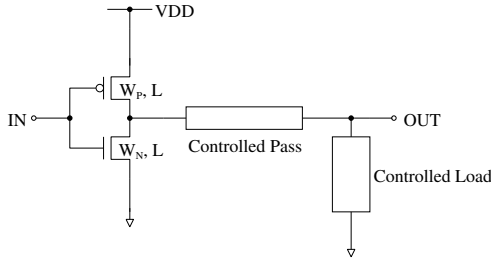 VDD
W_P, L
IN
OUT
W_N, L
Controlled Pass
Controlled Load